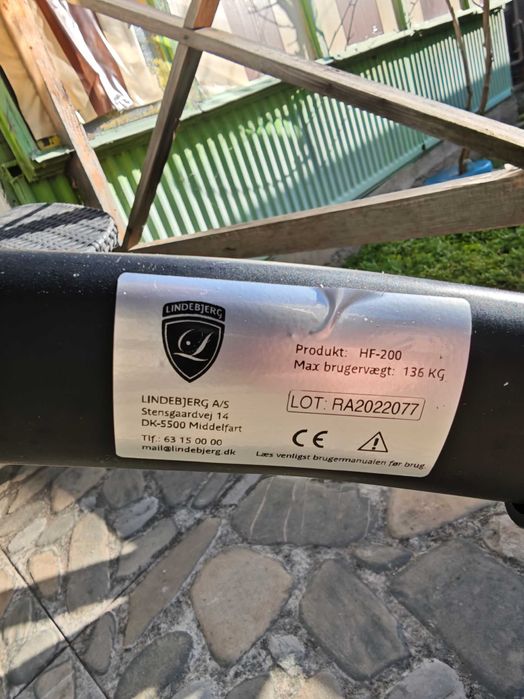 LINDEBJERG
LINDEBJERG A/S
Stensgaardvej 14
DK-5500 Middelfart
Tlf.: 63 15 00 00
mail@lindebjerg.dk
Produkt: HF-200
Max brugervægt: 136 KG
LOT: RA2022077
CE
Læs venligst brugermanualen før brug.